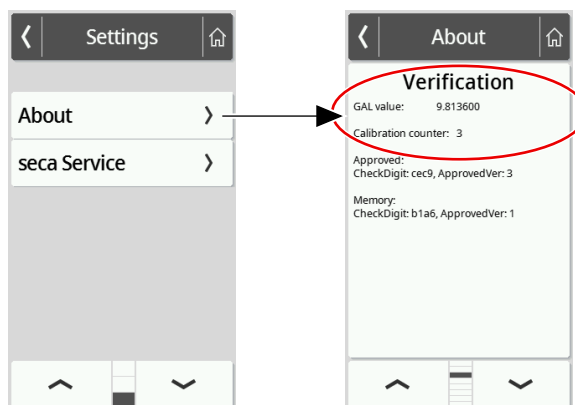 Settings
About
seca Service
About
Verification
GAL value: 9.813600
Calibration counter: 3
Approved:
CheckDigit: cec9, ApprovedVer: 3
Memory:
CheckDigit: b1a6, ApprovedVer: 1